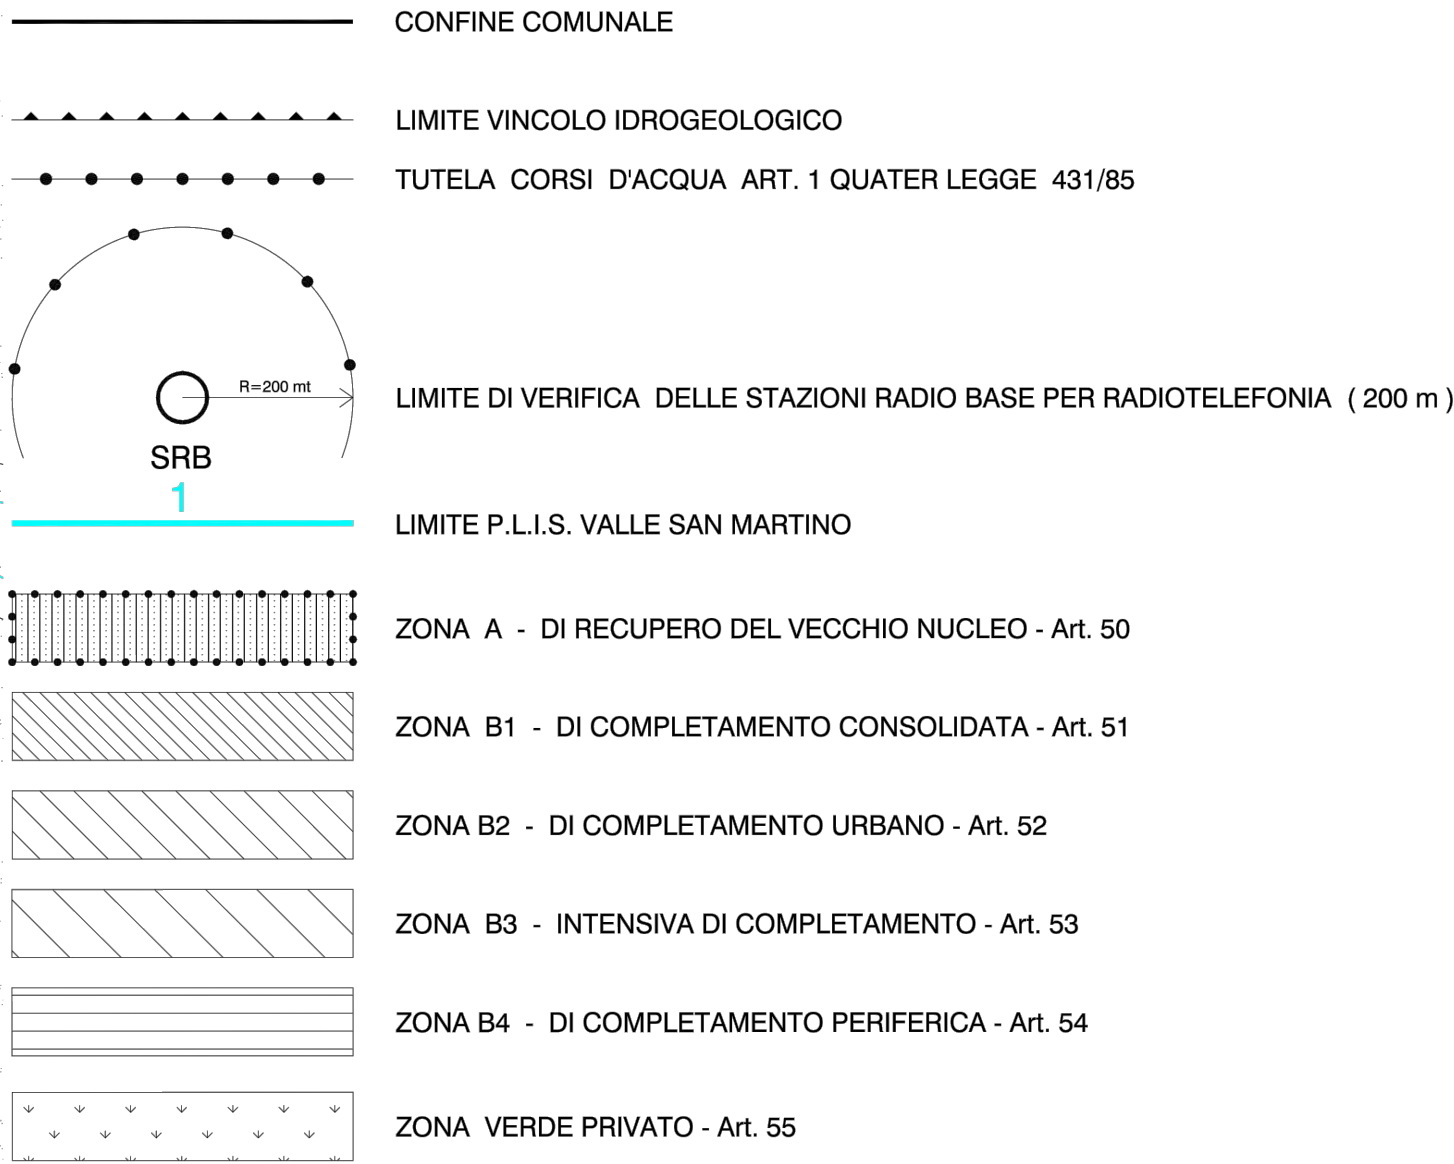 CONFINE COMUNALE
LIMITE VINCOLO IDROGEOLOGICO
TUTELA CORSI D'ACQUA ART. 1 QUATER LEGGE 431/85
R=200 mt
LIMITE DI VERIFICA DELLE STAZIONI RADIO BASE PER RADIOTELEFONIA ( 200 m )
SRB
1
LIMITE P.L.I.S. VALLE SAN MARTINO
ZONA A - DI RECUPERO DEL VECCHIO NUCLEO - Art. 50
ZONA B1 - DI COMPLETAMENTO CONSOLIDATA - Art. 51
ZONA B2 - DI COMPLETAMENTO URBANO - Art. 52
ZONA B3 - INTENSIVA DI COMPLETAMENTO - Art. 53
ZONA B4 - DI COMPLETAMENTO PERIFERICA - Art. 54
ZONA VERDE PRIVATO - Art. 55